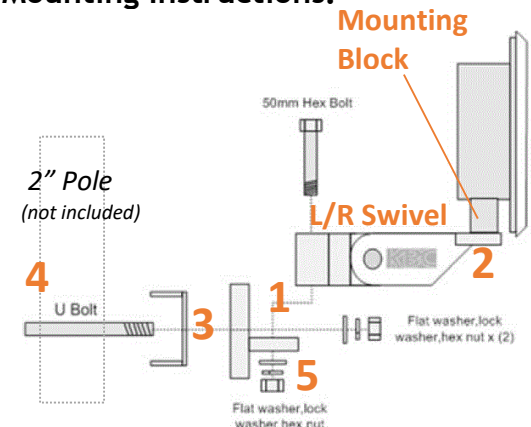 Mounting Instructions:
Mounting
Block
50mm Hex Bolt
2” Pole
(not included)
L/R Swivel
KBC
2
4
1
U Bolt
3
Flat washer,lock
washer,hex nut x (2)
5
Flat washer,lock
washer,hex nut